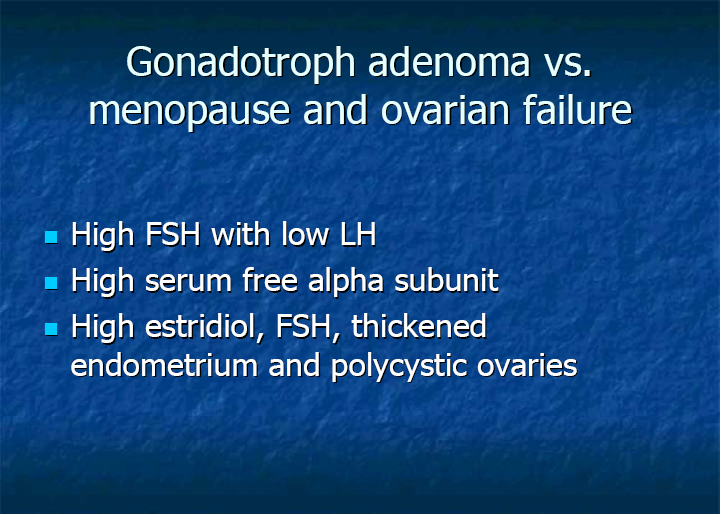 Gonadotroph adenoma vs.
menopause and ovarian failure
High FSH with low LH
High serum free alpha subunit
High estridiol, FSH, thickened
endometrium and polycystic ovaries